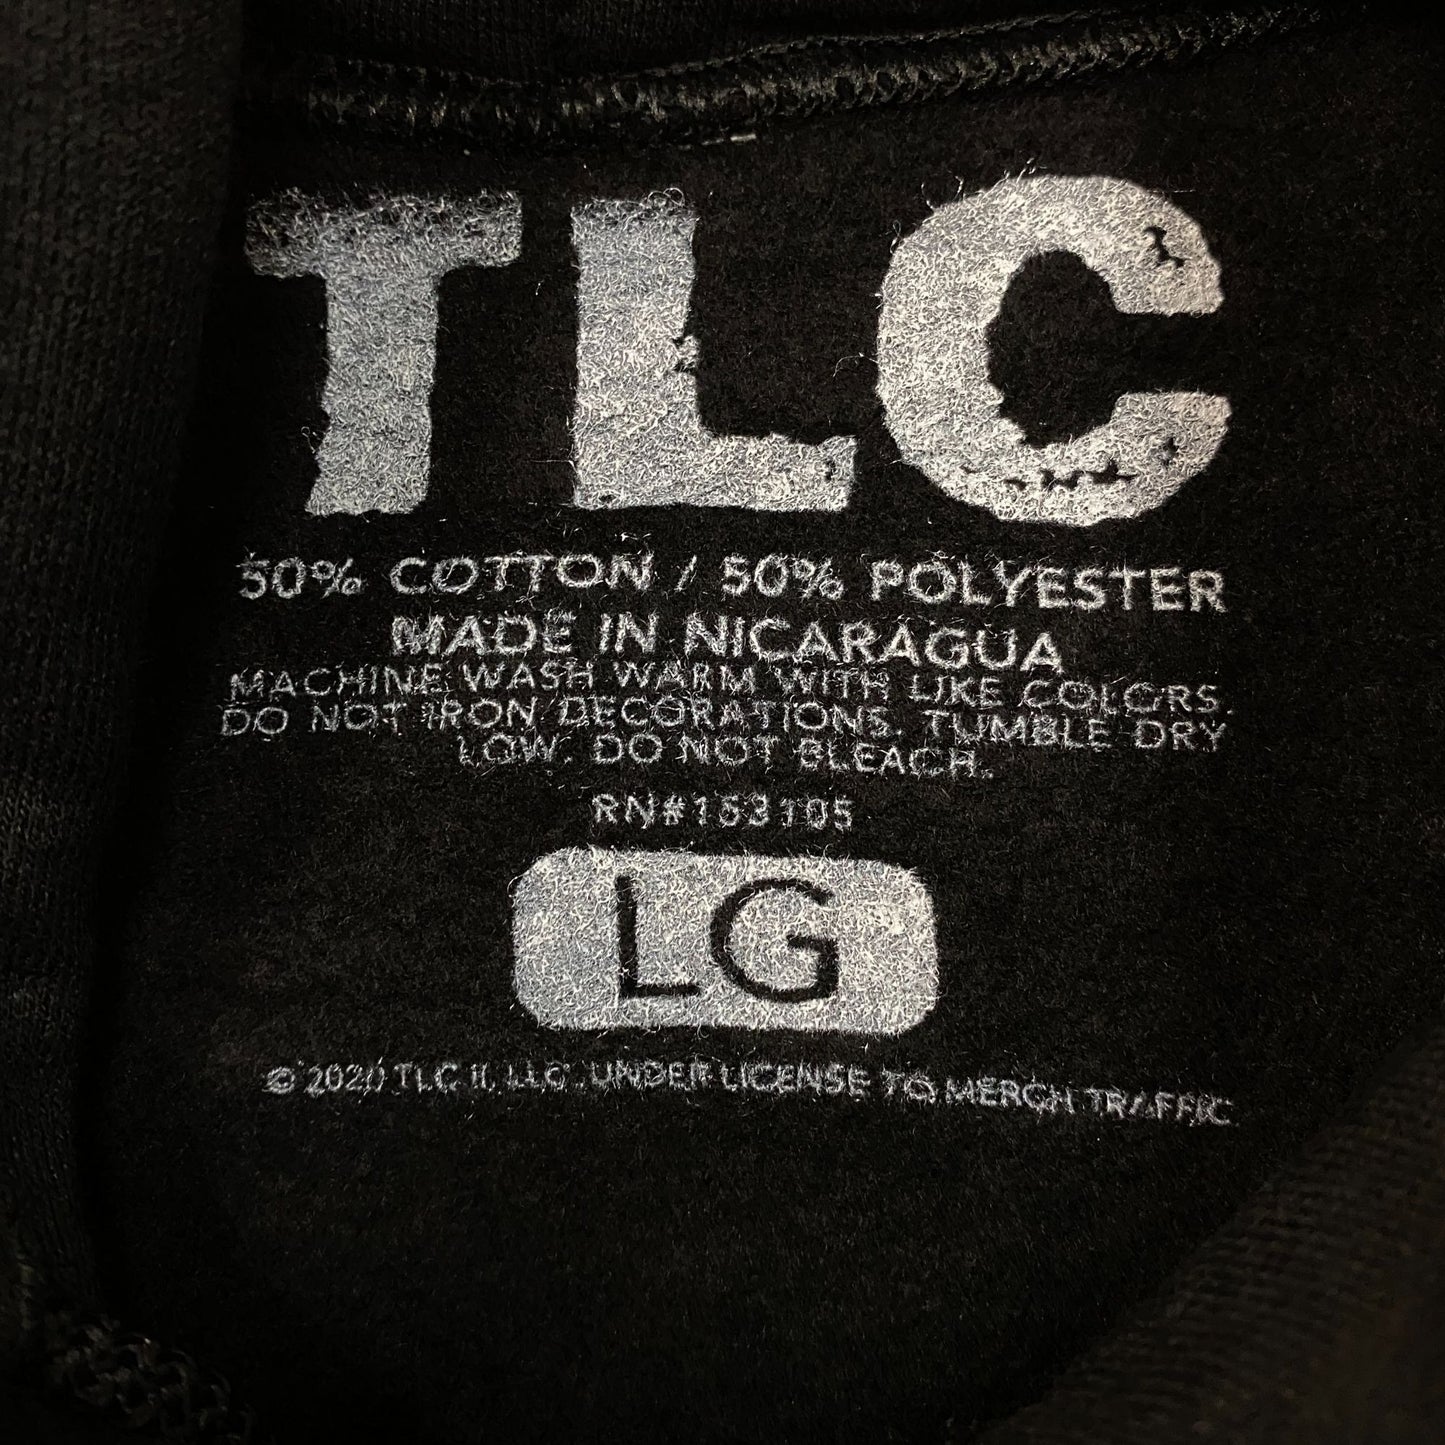 TLC
50% COTTON / 50% POLYESTER
MADE IN NICARAGUA
MACHINE WASH WARM WITH LIKE COLORS.
DO NOT IRON DECORATIONS. TUMBLE DRY
LOW. DO NOT BLEACH.
RN#153105
LG
© 2020 TLC II, LLC. UNDER LICENSE TO MERCH TRAFFIC